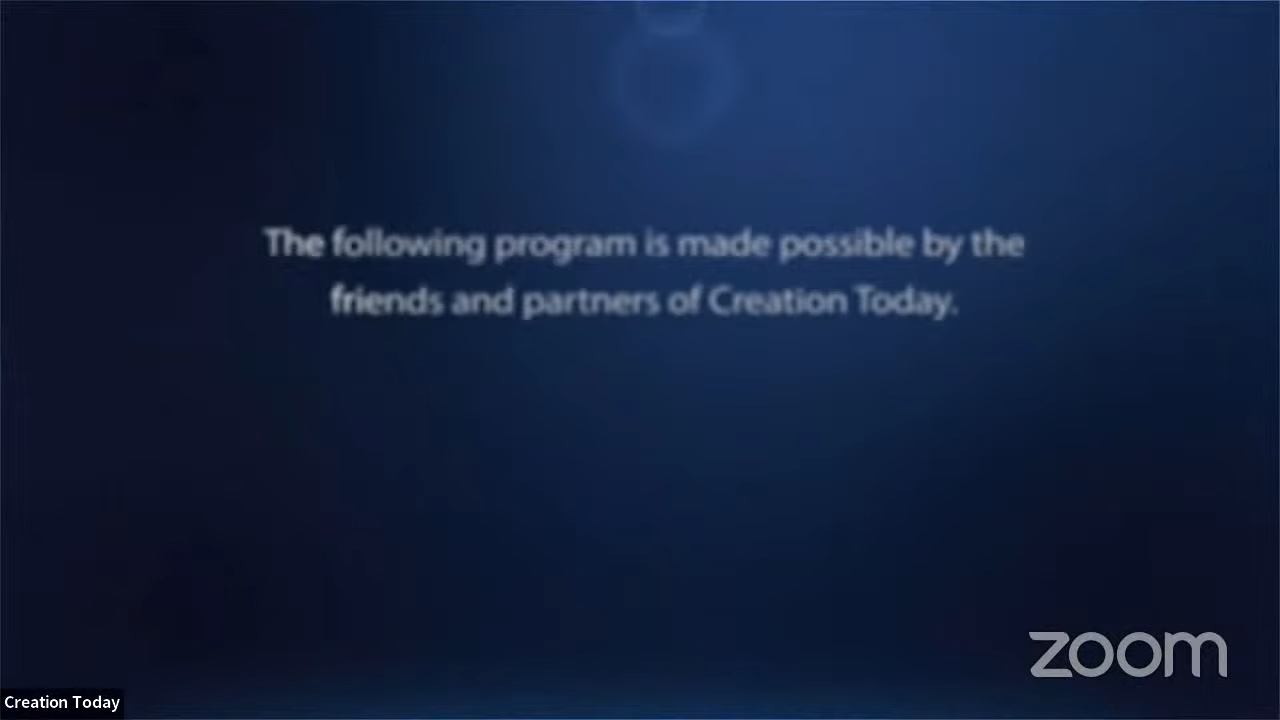 The following program is made possible by the
friends and partners of Creation Today.
zoom
Creation Today